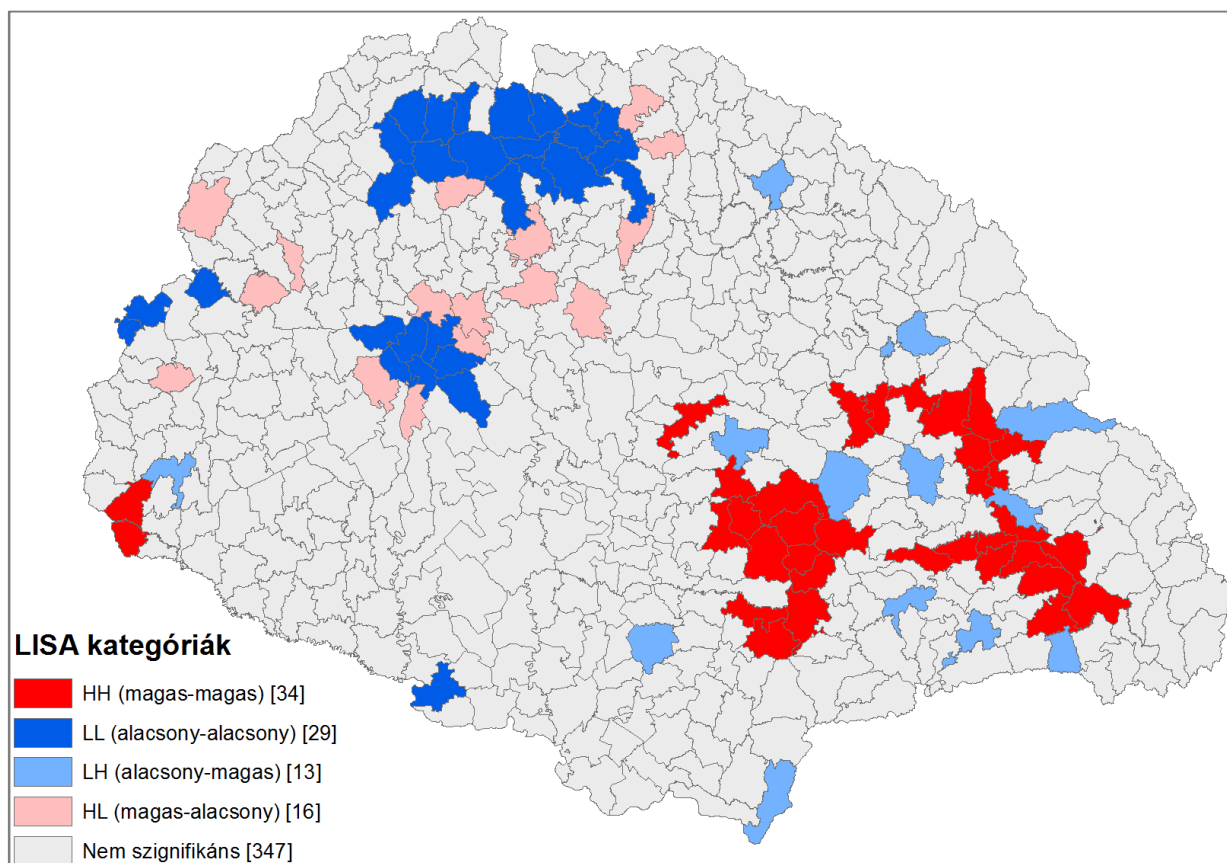 LISA kategóriák
HH (magas-magas) [34]
LL (alacsony-alacsony) [29]
LH (alacsony-magas) [13]
HL (magas-alacsony) [16]
Nem szignifikáns [347]